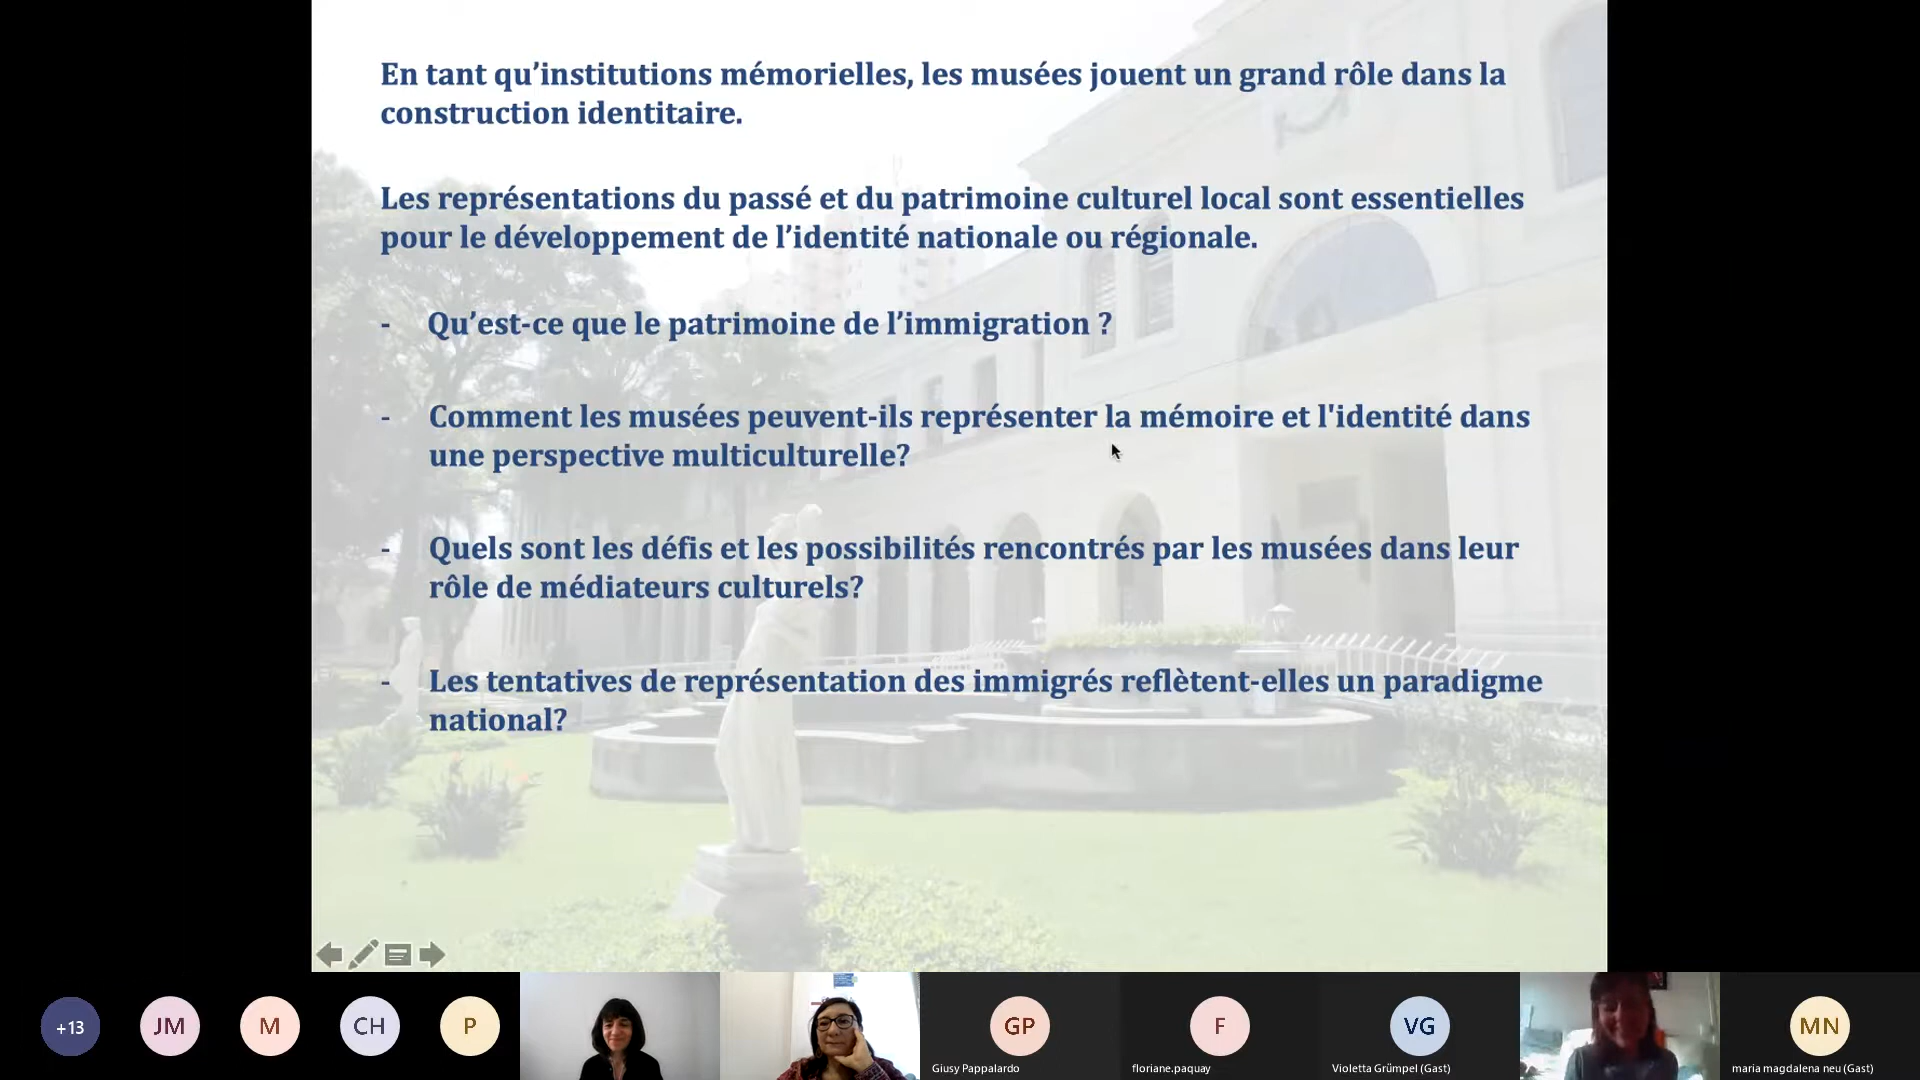 En tant qu’institutions mémorielles, les musées jouent un grand rôle dans la
construction identitaire.
Les représentations du passé et du patrimoine culturel local sont essentielles
pour le développement de l’identité nationale ou régionale.
- Qu’est-ce que le patrimoine de l’immigration ?
- Comment les musées peuvent-ils représenter la mémoire et l'identité dans
une perspective multiculturelle?
- Quels sont les défis et les possibilités rencontrés par les musées dans leur
rôle de médiateurs culturels?
- Les tentatives de représentation des immigrés reflètent-elles un paradigme
national?
+13
JM
M
CH
P
GP
Giusy Pappalardo
F
floriane.paquay
VG
Violetta Grümpel (Gast)
MN
maria magdalena neu (Gast)